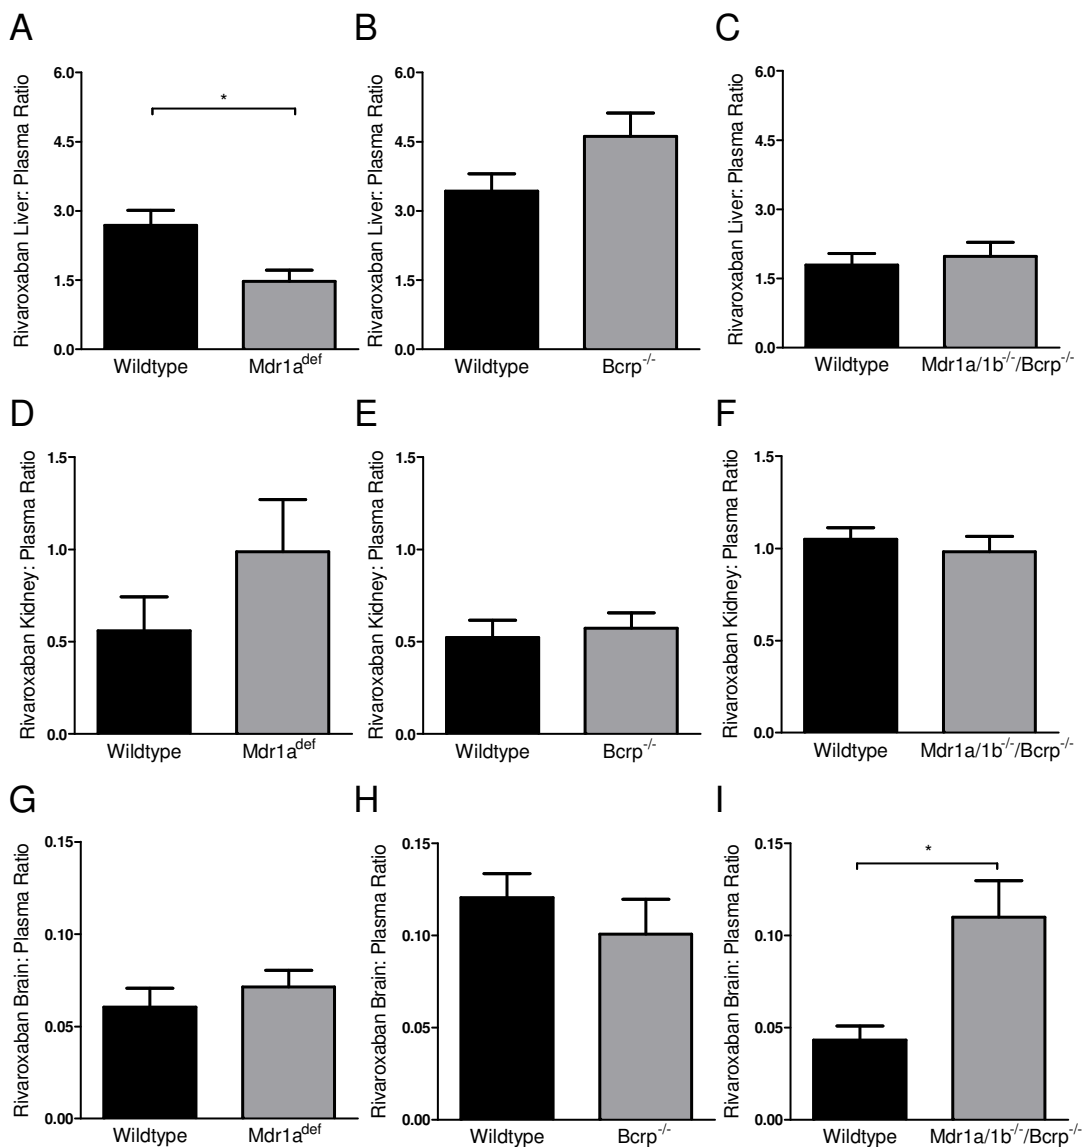 A
Rivaroxaban Liver: Plasma Ratio
6.0
4.5
3.0
1.5
0.0
*
Wildtype
Mdr1a^def
B
Rivaroxaban Liver: Plasma Ratio
6.0
4.5
3.0
1.5
0.0
Wildtype
Bcrp^-/-
C
Rivaroxaban Liver: Plasma Ratio
6.0
4.5
3.0
1.5
0.0
Wildtype
Mdr1a/1b^-/-/Bcrp^-/-
D
Rivaroxaban Kidney: Plasma Ratio
1.5
1.0
0.5
0.0
Wildtype
Mdr1a^def
E
Rivaroxaban Kidney: Plasma Ratio
1.5
1.0
0.5
0.0
Wildtype
Bcrp^-/-
F
Rivaroxaban Kidney: Plasma Ratio
1.5
1.0
0.5
0.0
Wildtype
Mdr1a/1b^-/-/Bcrp^-/-
G
Rivaroxaban Brain: Plasma Ratio
0.15
0.10
0.05
0.00
Wildtype
Mdr1a^def
H
Rivaroxaban Brain: Plasma Ratio
0.15
0.10
0.05
0.00
Wildtype
Bcrp^-/-
I
Rivaroxaban Brain: Plasma Ratio
0.15
0.10
0.05
0.00
*
Wildtype
Mdr1a/1b^-/-/Bcrp^-/-